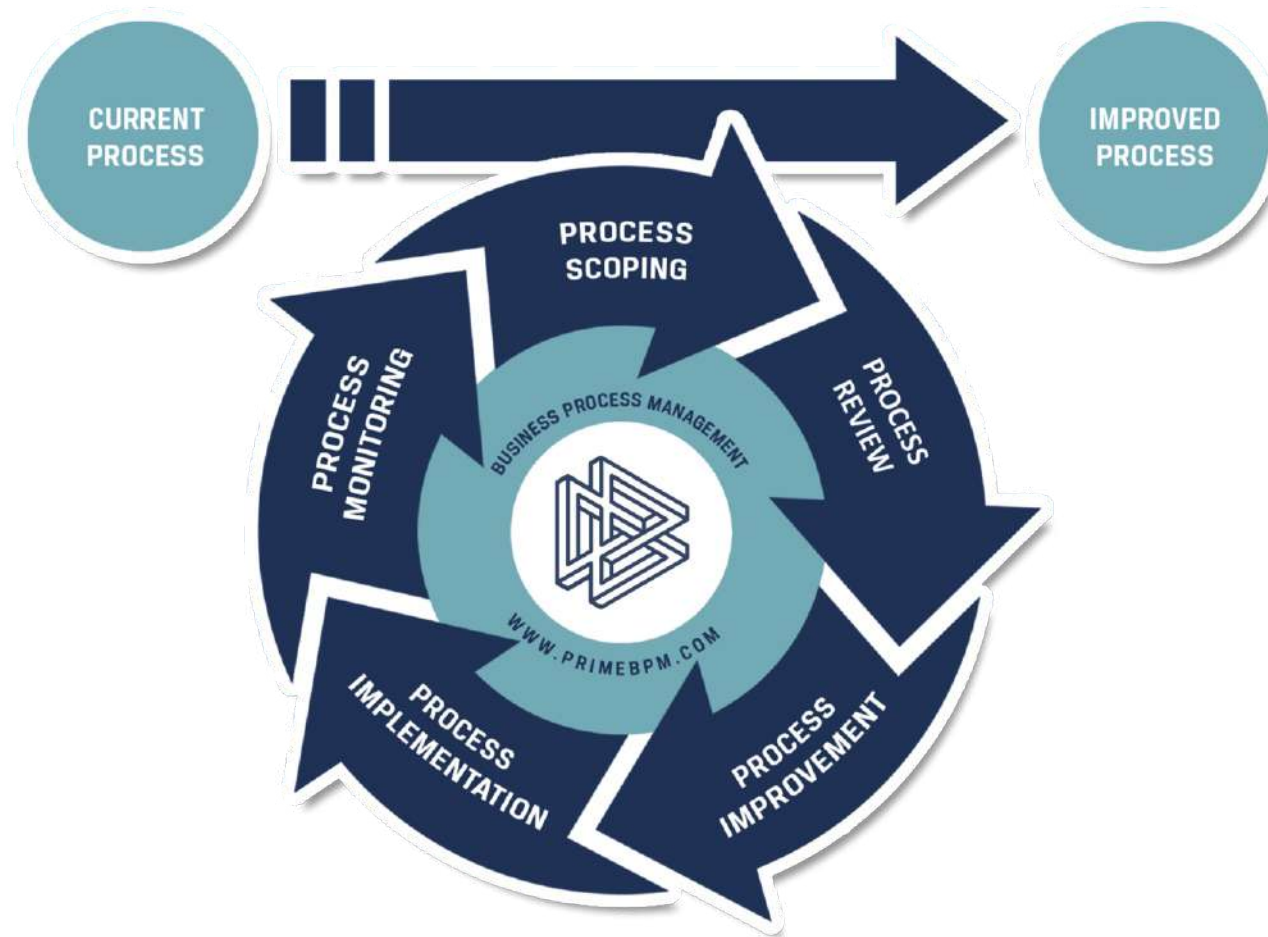 CURRENT
PROCESS
IMPROVED
PROCESS
PROCESS
SCOPING
PROCESS
REVIEW
PROCESS
IMPROVEMENT
PROCESS
IMPLEMENTATION
PROCESS
MONITORING
BUSINESS PROCESS MANAGEMENT
WWW.PRIMEBPM.COM